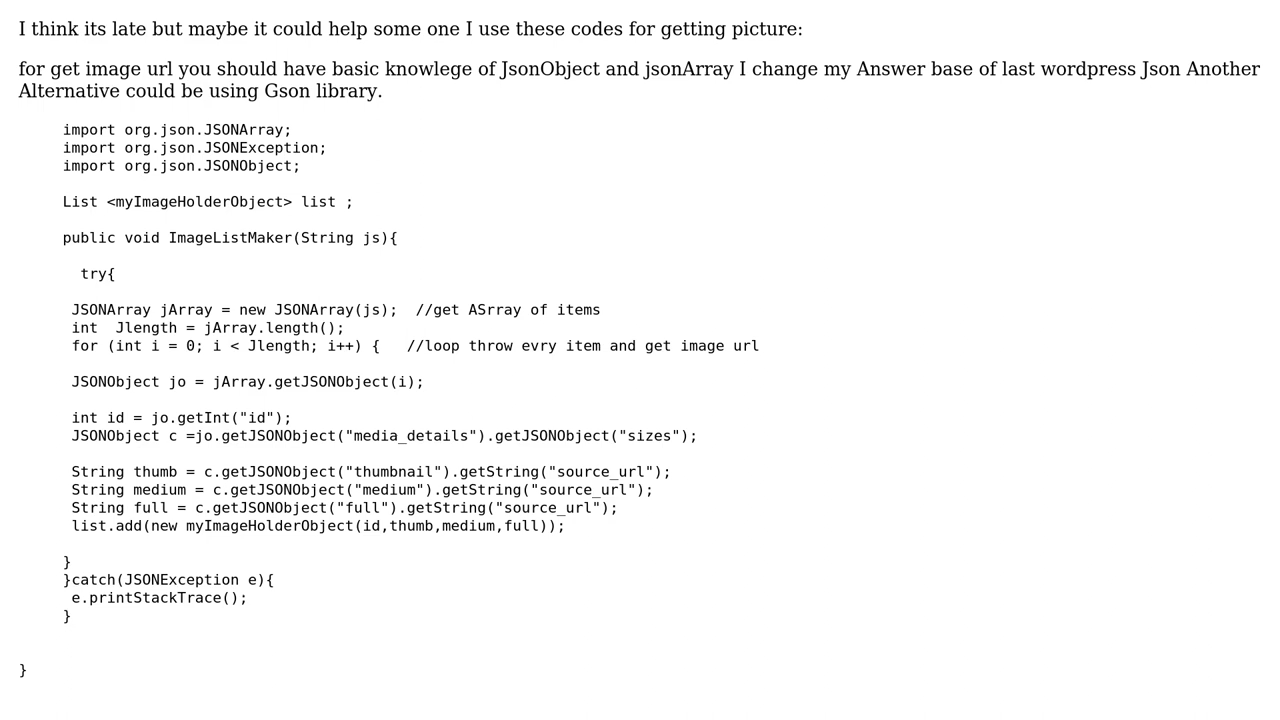 I think its late but maybe it could help some one I use these codes for getting picture:
for get image url you should have basic knowlege of JsonObject and jsonArray I change my Answer base of last wordpress Json Another
Alternative could be using Gson library.
import org.json.JSONArray;
import org.json.JSONException;
import org.json.JSONObject;
List <myImageHolderObject> list ;
public void ImageListMaker(String js){
try{
JSONArray jArray = new JSONArray(js);  //get ASrray of items
int  Jlength = jArray.length();
for (int i = 0; i < Jlength; i++) {   //loop throw evry item and get image url
JSONObject jo = jArray.getJSONObject(i);
int id = jo.getInt("id");
JSONObject c =jo.getJSONObject("media_details").getJSONObject("sizes");
String thumb = c.getJSONObject("thumbnail").getString("source_url");
String medium = c.getJSONObject("medium").getString("source_url");
String full = c.getJSONObject("full").getString("source_url");
list.add(new myImageHolderObject(id,thumb,medium,full));
}
}catch(JSONException e){
e.printStackTrace();
}
}